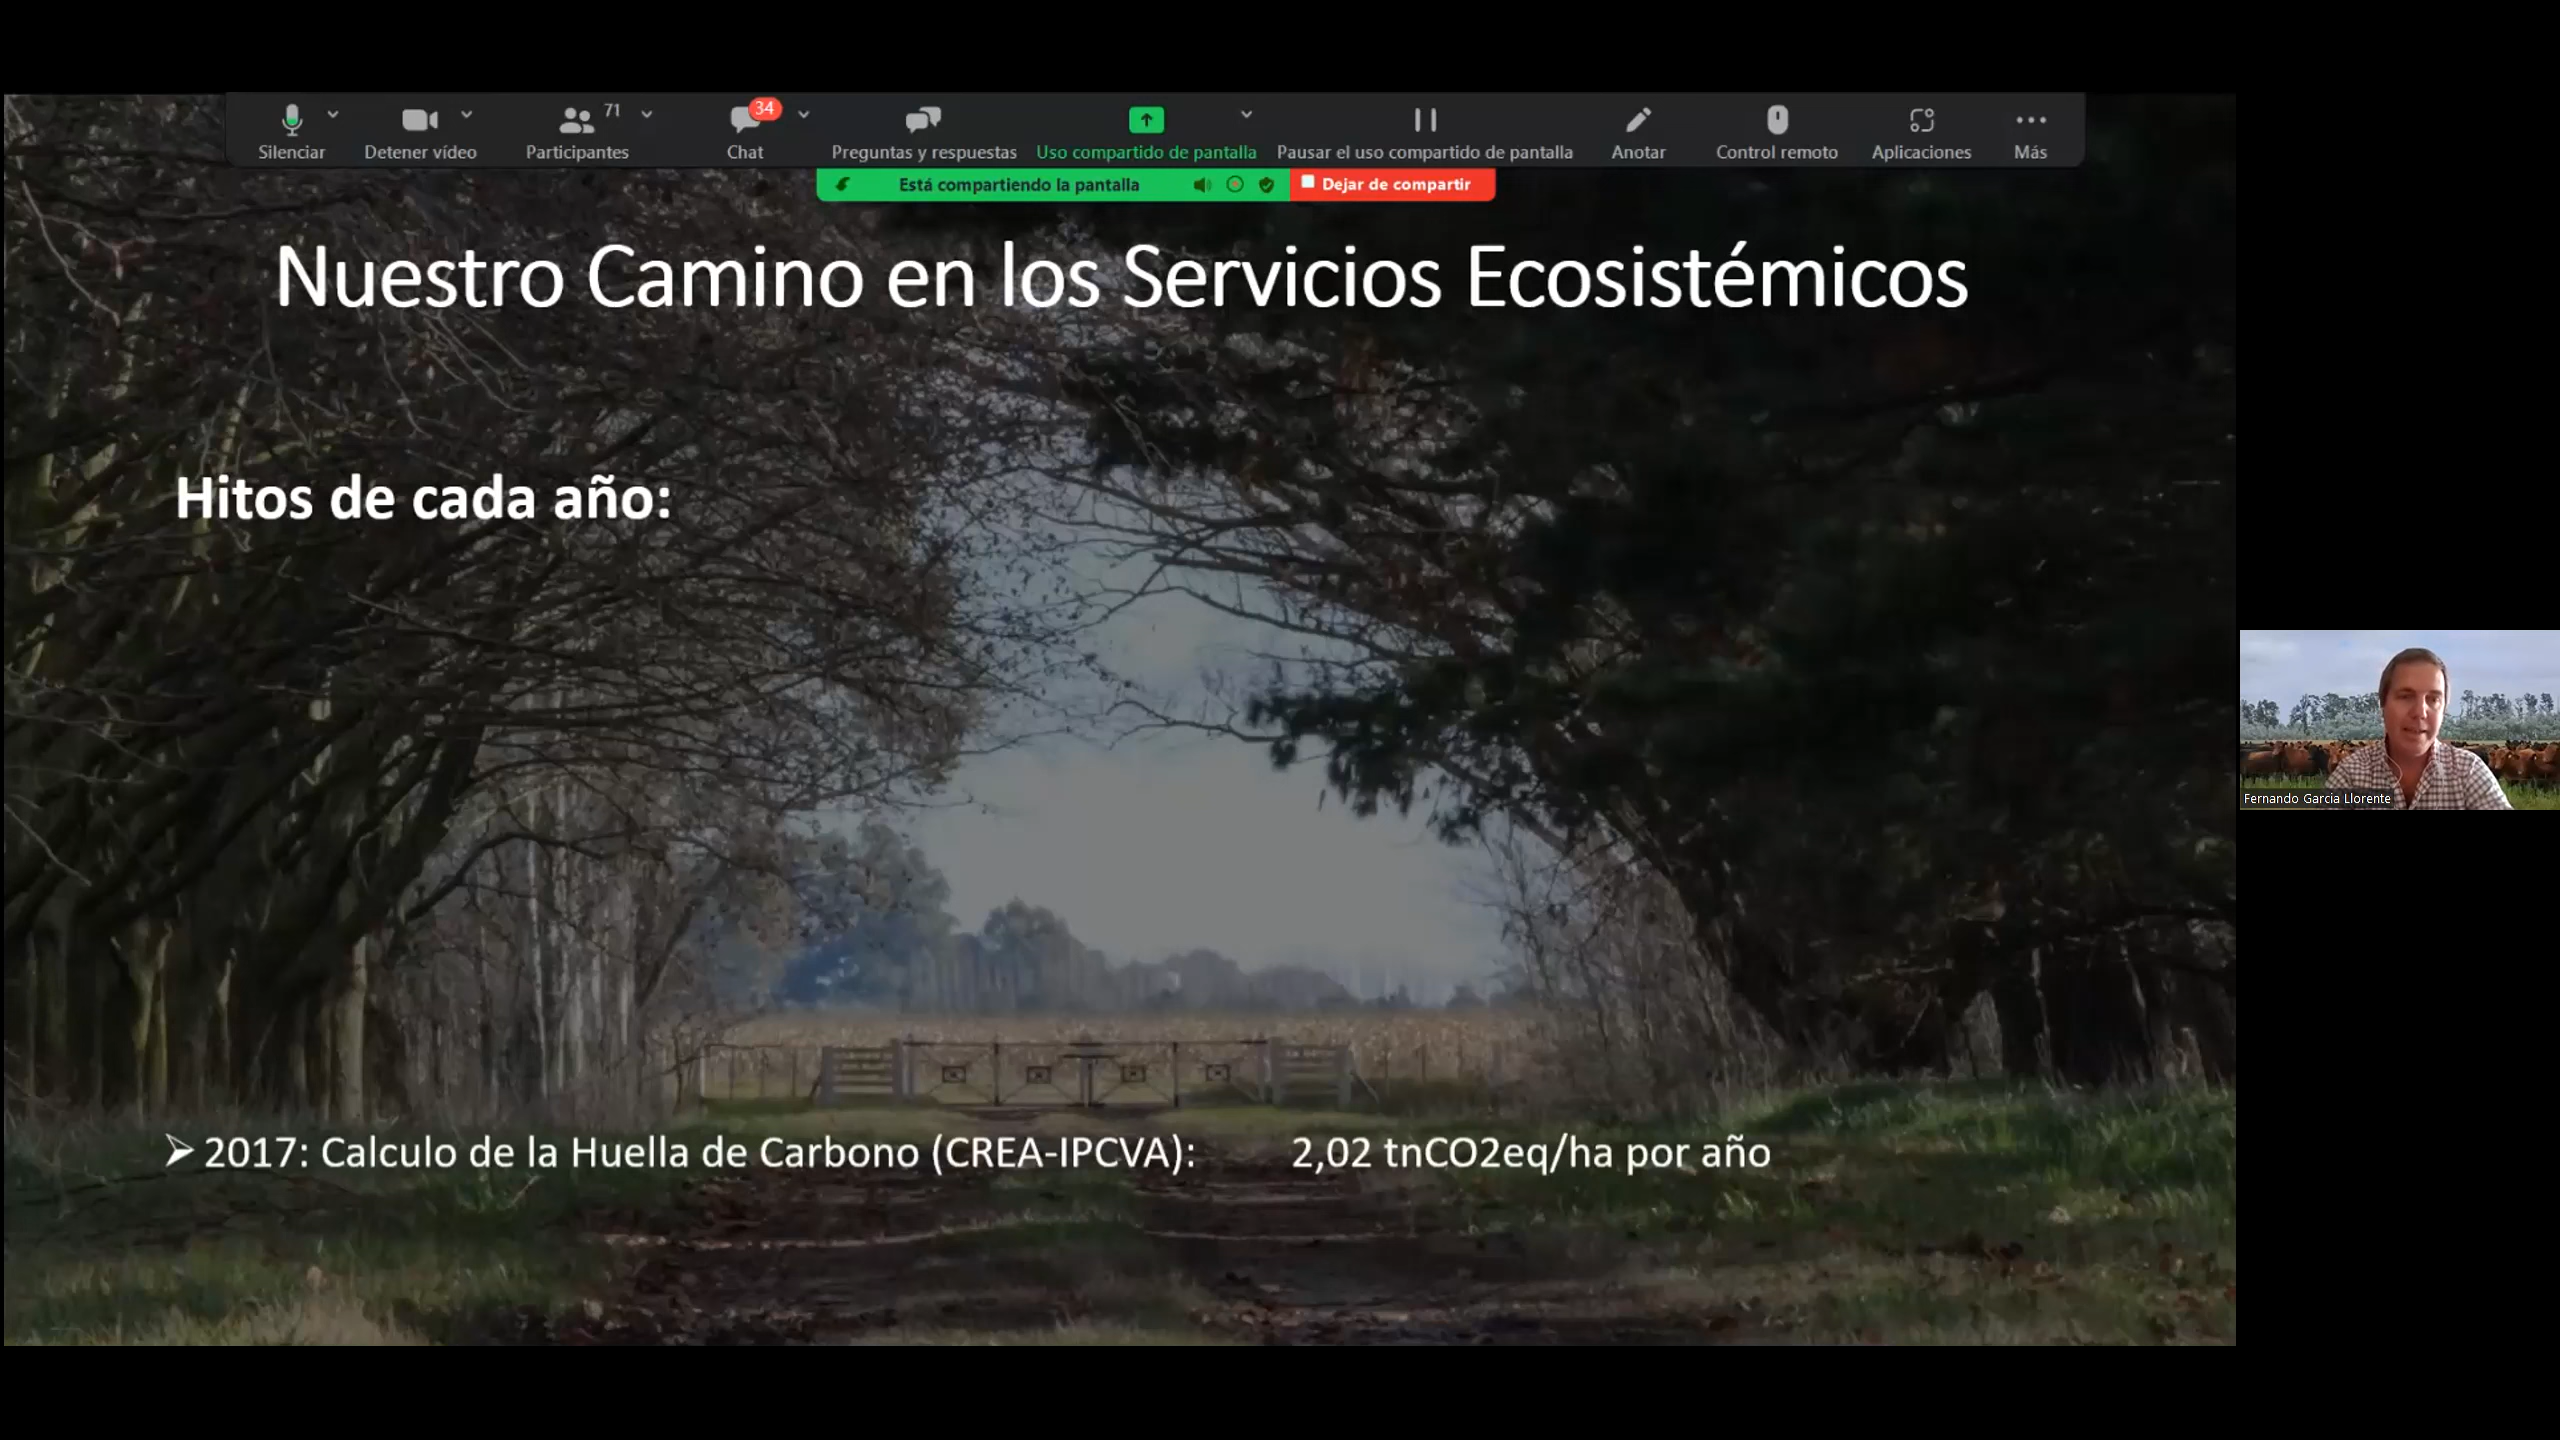 71
34
Silenciar
Detener vídeo
Participantes
Chat
Preguntas y respuestas
Uso compartido de pantalla
Pausar el uso compartido de pantalla
Anotar
Control remoto
Aplicaciones
Más
Está compartiendo la pantalla
Dejar de compartir
Nuestro Camino en los Servicios Ecosistémicos
Hitos de cada año:
Fernando Garcia Llorente
➢ 2017: Calculo de la Huella de Carbono (CREA-IPCVA): 2,02 tnCO2eq/ha por año